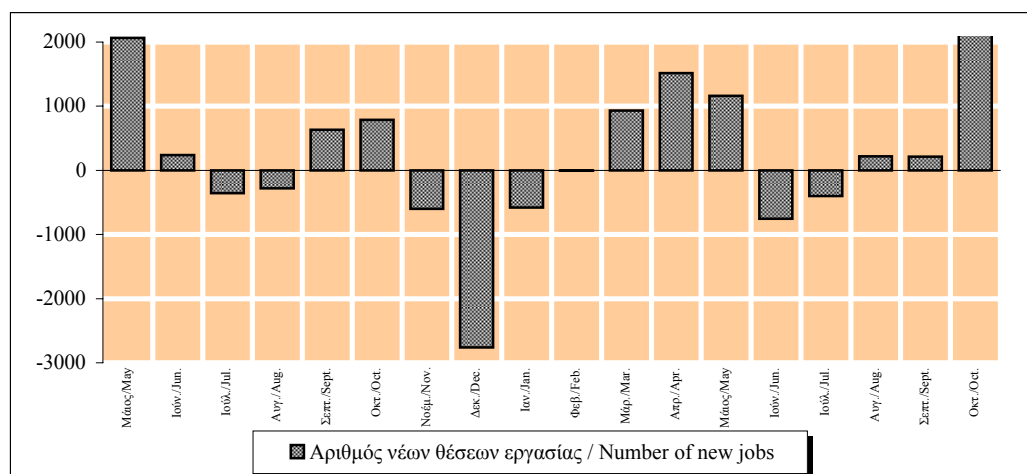 2000
1000
0
-1000
-2000
-3000
Μάιος/May
Ιούν./Jun.
Ιούλ./Jul.
Αυγ./Aug.
Σεπτ./Sept.
Οκτ./Oct.
Νοέμ./Nov.
Δεκ./Dec.
Ιαν./Jan.
Φεβ./Feb.
Μάρ./Mar.
Απρ./Apr.
Μάιος/May
Ιούν./Jun.
Ιούλ./Jul.
Αυγ./Aug.
Σεπτ./Sept.
Οκτ./Oct.
Αριθμός νέων θέσεων εργασίας / Number of new jobs